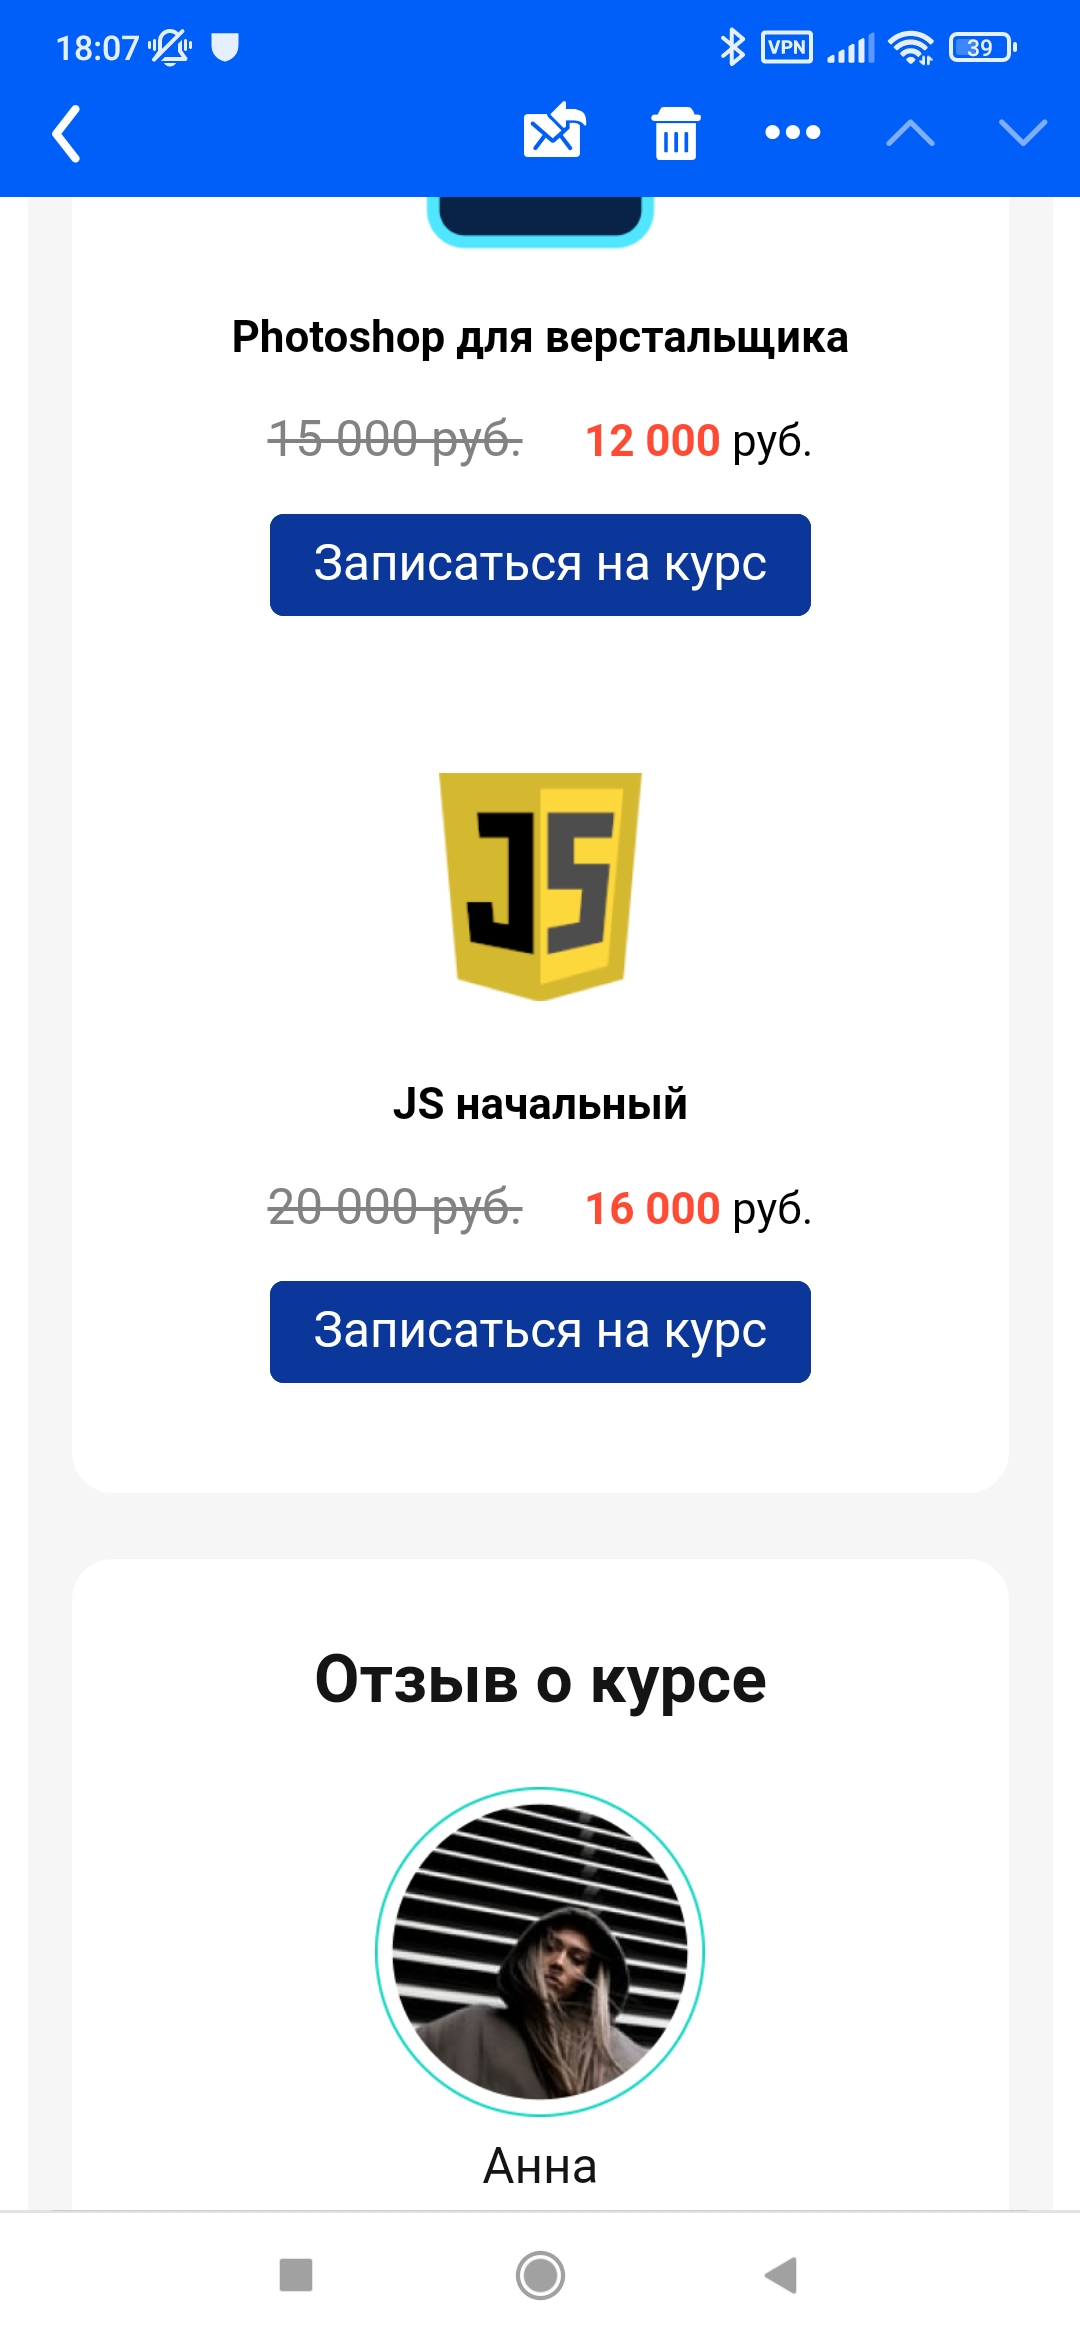 18:07
VPN
39
Photoshop для верстальщика
15 000 руб. 12 000 руб.
Записаться на курс
JS
JS начальный
20 000 руб. 16 000 руб.
Записаться на курс
Отзыв о курсе
Анна